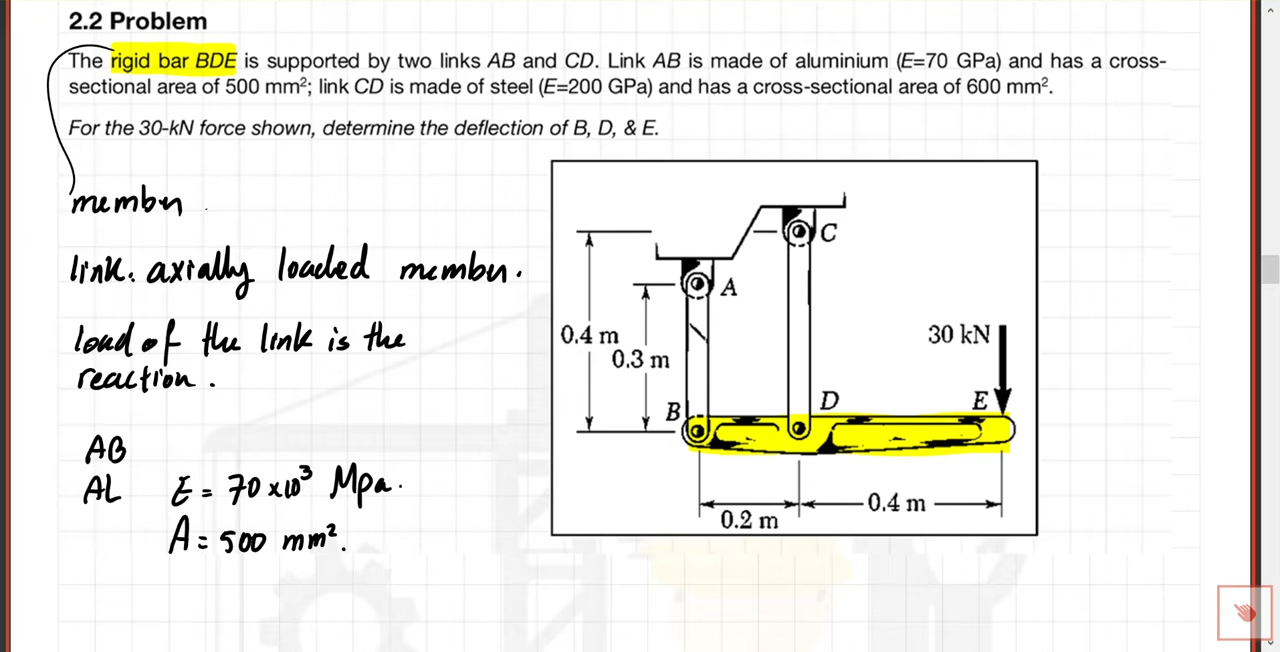 2.2 Problem
The rigid bar BDE is supported by two links AB and CD. Link AB is made of aluminium (E=70 GPa) and has a cross-
sectional area of 500 mm²; link CD is made of steel (E=200 GPa) and has a cross-sectional area of 600 mm².
For the 30-kN force shown, determine the deflection of B, D, & E.
member
link: axially loaded member.
load of the link is the
reaction.
AB
AL E = 70 x10³ Mpa.
A = 500 mm².
C
A
0.4 m
0.3 m
30 kN
B
D
E
0.4 m
0.2 m